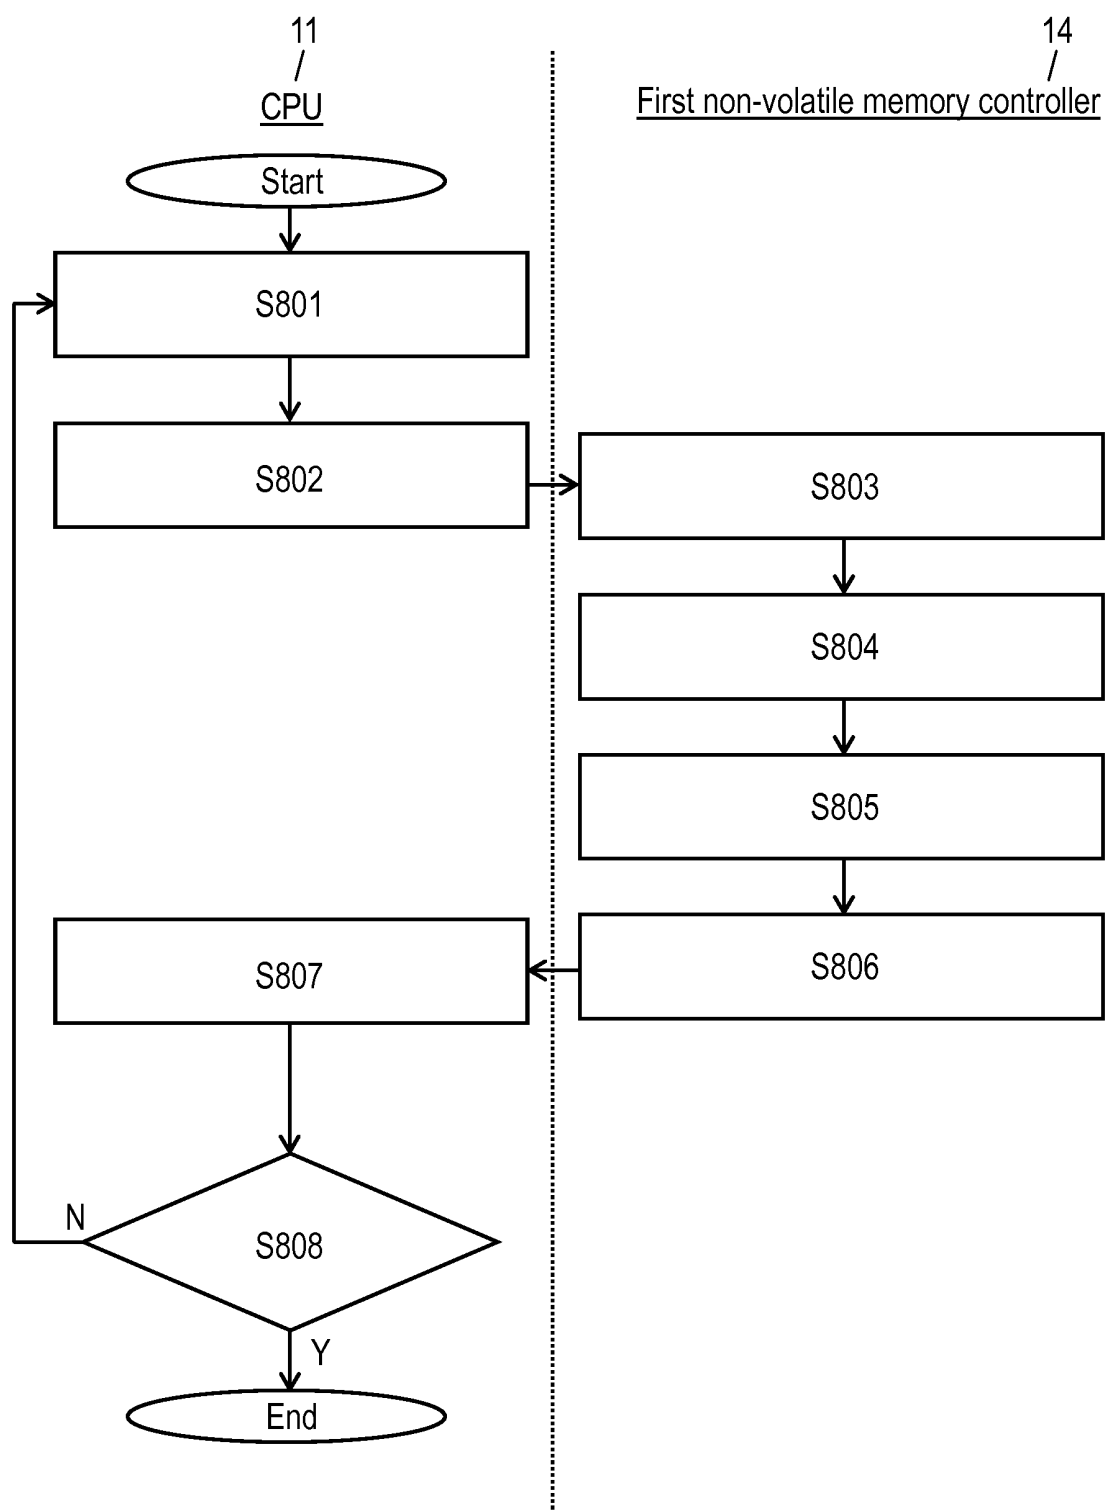 11
14
CPU
First non-volatile memory controller
Start
S801
S802
S803
S804
S805
S806
S807
N
S808
Y
End